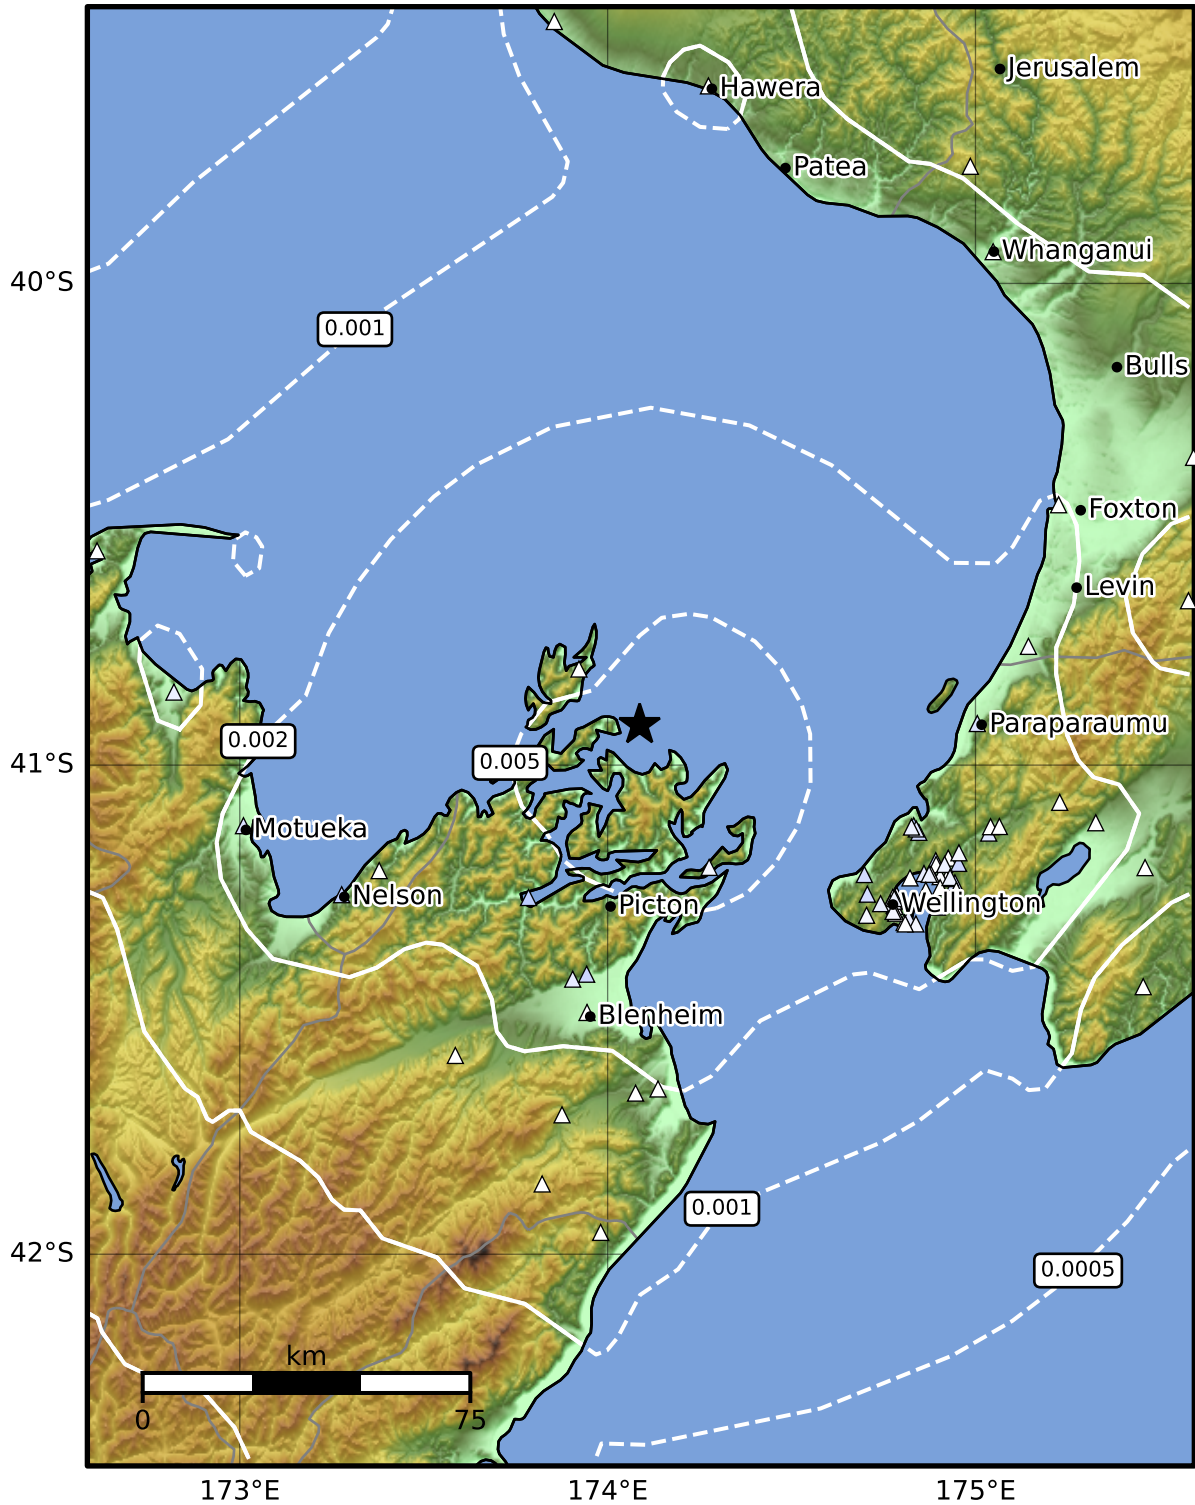 Jerusalem
Hawera
Patea
Whanganui
40°S
0.001
Bulls
Foxton
Levin
Paraparaumu
0.002
0.005
41°S
Motueka
Nelson
Picton
Wellington
Blenheim
0.001
42°S
0.0005
km
0
75
173°E
174°E
175°E